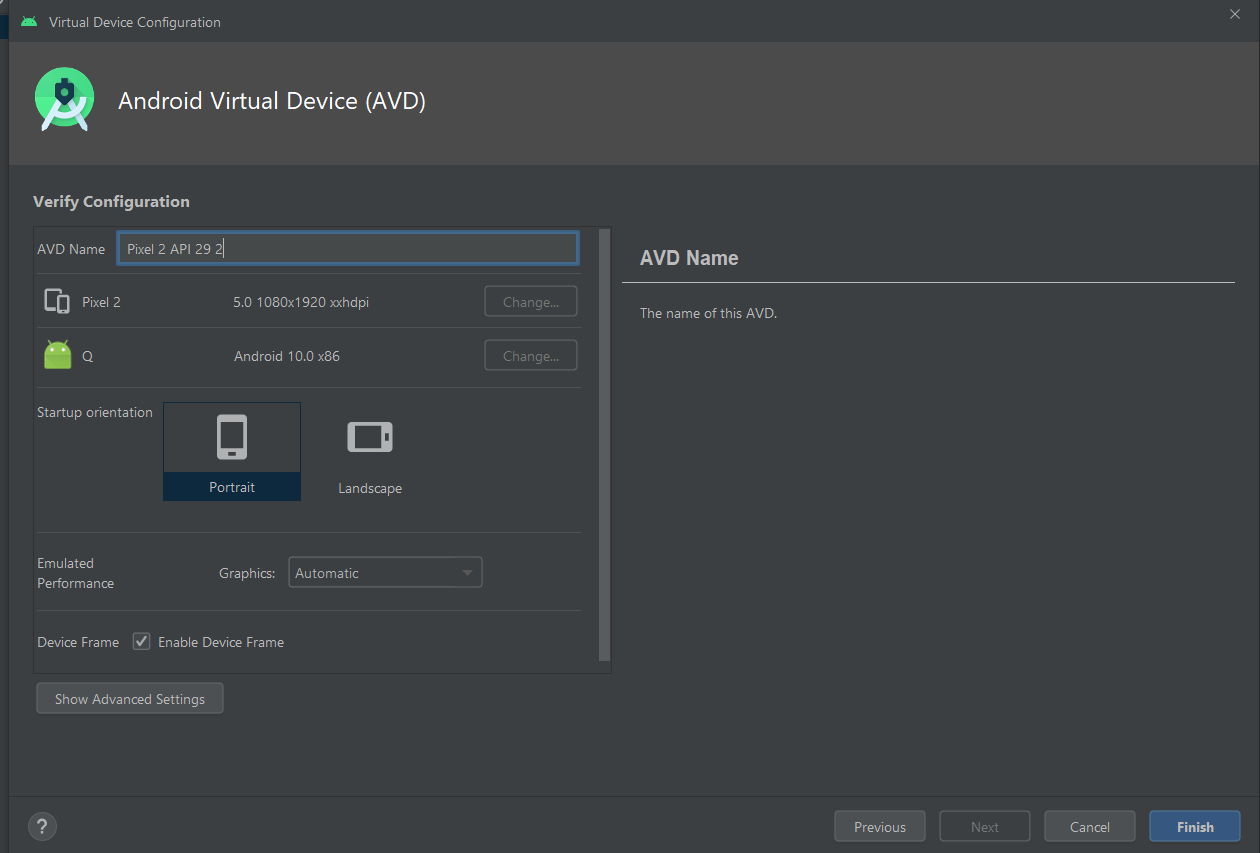 Virtual Device Configuration
Android Virtual Device (AVD)
Verify Configuration
AVD Name Pixel 2 API 29 2
Pixel 2 5.0 1080x1920 xxhdpi Change...
Q Android 10.0 x86 Change...
Startup orientation
Portrait Landscape
Emulated
Performance
Graphics: Automatic
Device Frame Enable Device Frame
Show Advanced Settings
AVD Name
The name of this AVD.
? Previous Next Cancel Finish